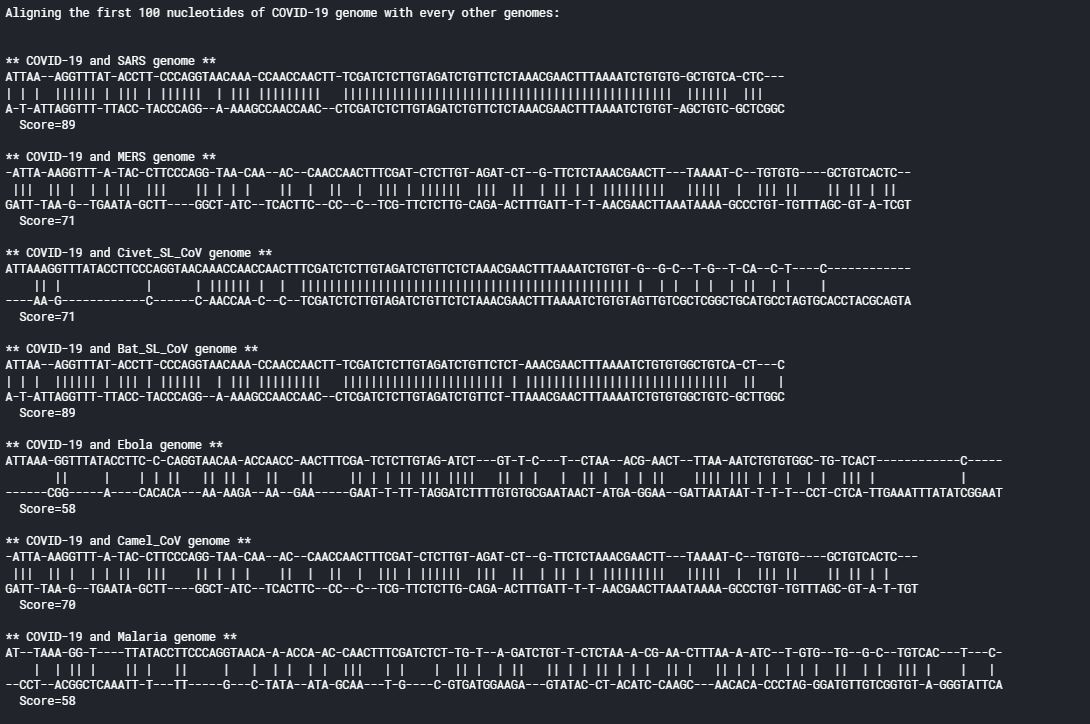 Aligning the first 100 nucleotides of COVID-19 genome with every other genomes:
** COVID-19 and SARS genome **
ATTAA--AGGTTTAT-ACCTT-CCCAGGTAACAAA-CCAACCAACTT-TCGATCTCTTGTAGATCTGTTCTCTAAACGAACTTTAAAATCTGTGTG-GCTGTCA-CTC---
| | |  |||||| | ||| | ||||||  | ||| |||||||||   |||||||||||||||||||||||||||||||||||||||||||||||  ||||||  |||
A-T-ATTAGGTTT-TTACC-TACCCAGG--A-AAAGCCAACCAAC--CTCGATCTCTTGTAGATCTGTTCTCTAAACGAACTTTAAAATCTGTGT-AGCTGTC-GCTCGGC
Score=89
** COVID-19 and MERS genome **
-ATTA-AAGGTTT-A-TAC-CTTCCCAGG-TAA-CAA--AC--CAACCAACTTTCGAT-CTCTTGT-AGAT-CT--G-TTCTCTAAACGAACTT---TAAAAT-C--TGTGTG----GCTGTCACTC--
|||  || |  | | ||  |||    || | | |    ||  |  ||  |  ||| | ||||||  |||  ||  | || | | |||||||||   |||||  |  ||| ||    || || | ||
GATT-TAA-G--TGAATA-GCTT----GGCT-ATC--TCACTTC--CC--C--TCG-TTCTCTTG-CAGA-ACTTTGATT-T-T-AACGAACTTAAATAAAA-GCCCTGT-TGTTTAGC-GT-A-TCGT
Score=71
** COVID-19 and Civet_SL_CoV genome **
ATTAAAGGTTTATACCTTCCCAGGTAACAAACCAACCAACTTTCGATCTCTTGTAGATCTGTTCTCTAAACGAACTTTAAAATCTGTGT-G--G-C--T-G--T-CA--C-T----C------------
|| |            |      | |||||| |  |  ||||||||||||||||||||||||||||||||||||||||||||||| |  | |  | |  | ||  | |    |
----AA-G------------C------C-AACCAA-C--C--TCGATCTCTTGTAGATCTGTTCTCTAAACGAACTTTAAAATCTGTGTAGTTGTCGCTCGGCTGCATGCCTAGTGCACCTACGCAGTA
Score=71
** COVID-19 and Bat_SL_CoV genome **
ATTAA--AGGTTTAT-ACCTT-CCCAGGTAACAAA-CCAACCAACTT-TCGATCTCTTGTAGATCTGTTCTCT-AAACGAACTTTAAAATCTGTGTGGCTGTCA-CT---C
| | |  |||||| | ||| | ||||||  | ||| |||||||||   ||||||||||||||||||||||| | |||||||||||||||||||||||||||||  ||   |
A-T-ATTAGGTTT-TTACC-TACCCAGG--A-AAAGCCAACCAAC--CTCGATCTCTTGTAGATCTGTTCT-TTAAACGAACTTTAAAATCTGTGTGGCTGTC-GCTTGGC
Score=89
** COVID-19 and Ebola genome **
ATTAAA-GGTTTATACCTTC-C-CAGGTAACAA-ACCAACC-AACTTTCGA-TCTCTTGTAG-ATCT---GT-T-C---T--CTAA--ACG-AACT--TTAA-AATCTGTGTGGC-TG-TCACT------------C-----
||     |    | | ||   || || |  ||   ||     || | | | || ||| ||||   || | |   |  || |  | ||  ||    |||| ||| | | |  | |  ||| |            |
------CGG-----A----CACACA---AA-AAGA--AA--GAA-----GAAT-T-TT-TAGGATCTTTTGTGTGCGAATAACT-ATGA-GGAA--GATTAATAAT-T-T-T--CCT-CTCA-TTGAAATTTATATCGGAAT
Score=58
** COVID-19 and Camel_CoV genome **
-ATTA-AAGGTTT-A-TAC-CTTCCCAGG-TAA-CAA--AC--CAACCAACTTTCGAT-CTCTTGT-AGAT-CT--G-TTCTCTAAACGAACTT---TAAAAT-C--TGTGTG----GCTGTCACTC---
|||  || |  | | ||  |||    || | | |    ||  |  ||  |  ||| | ||||||  |||  ||  | || | | |||||||||   |||||  |  ||| ||    || || | |
GATT-TAA-G--TGAATA-GCTT----GGCT-ATC--TCACTTC--CC--C--TCG-TTCTCTTG-CAGA-ACTTTGATT-T-T-AACGAACTTAAATAAAA-GCCCTGT-TGTTTAGC-GT-A-T-TGT
Score=70
** COVID-19 and Malaria genome **
AT--TAAA-GG-T----TTATACCTTCCCAGGTAACA-A-ACCA-AC-CAACTTTCGATCTCT-TG-T--A-GATCTGT-T-CTCTAA-A-CG-AA-CTTTAA-A-ATC--T-GTG--TG--G-C--TGTCAC---T---C-
|  | || |    || |   ||     |   |  | | |  | |  |||   | |    |  || |  | ||   || | || | | |  || |   || |  | | |  | |  | |  ||| |    |   |
--CCT--ACGGCTCAAATT-T---TT-----G---C-TATA--ATA-GCAA---T-G----C-GTGATGGAAGA---GTATAC-CT-ACATC-CAAGC---AACACA-CCCTAG-GGATGTTGTCGGTGT-A-GGGTATTCA
Score=58